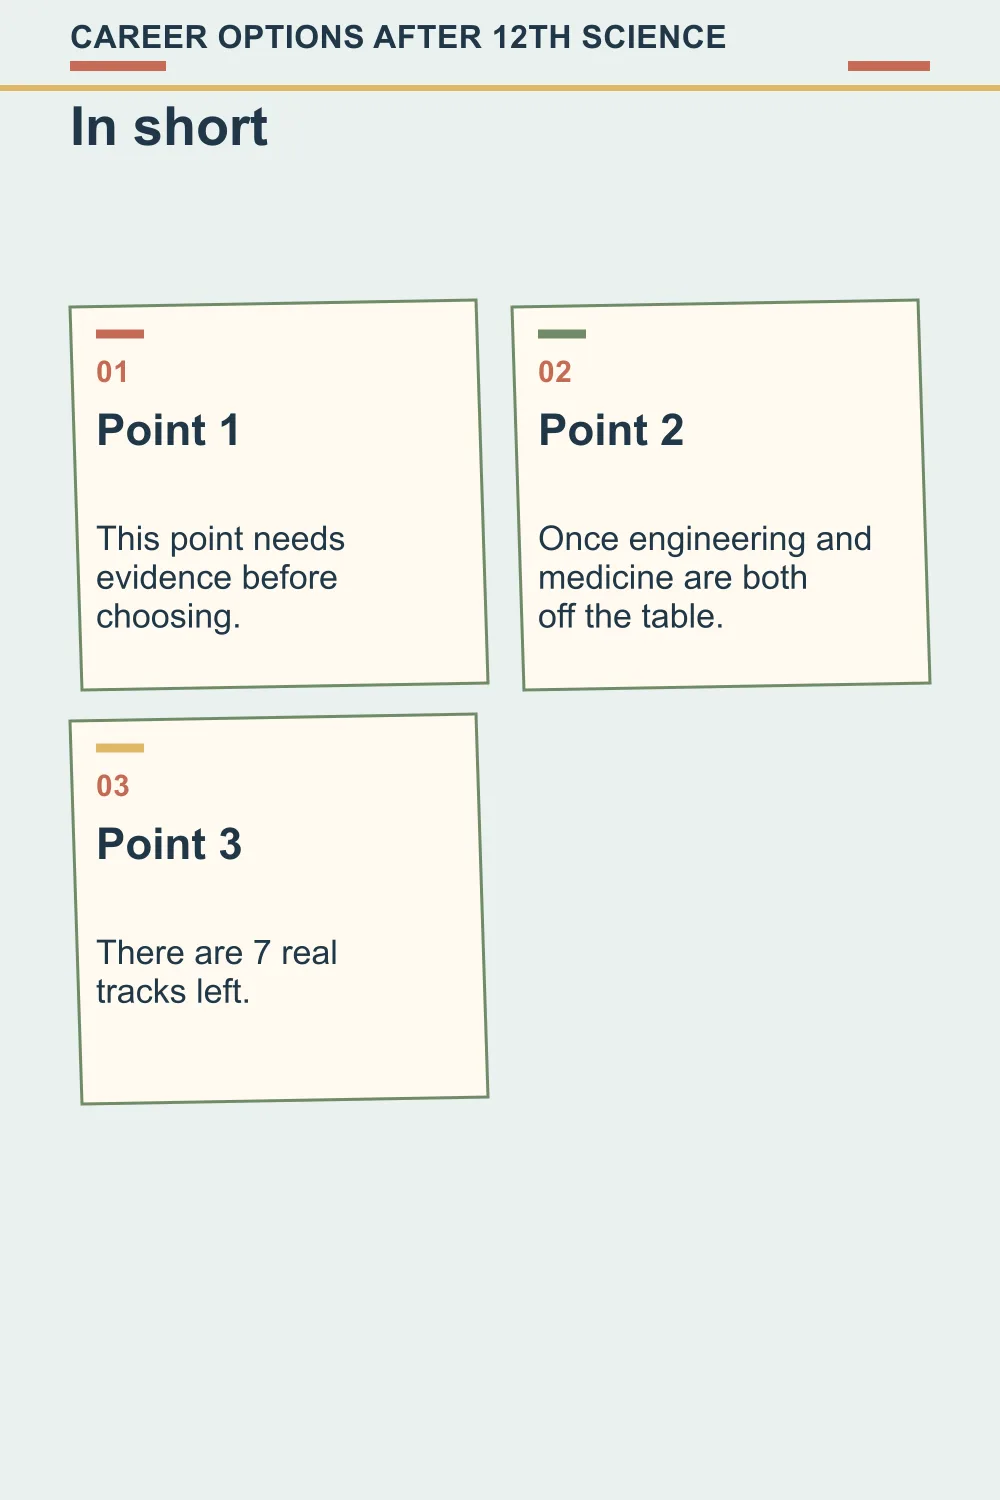 CAREER OPTIONS AFTER 12TH SCIENCE
In short
01
Point 1
This point needs
evidence before
choosing.
02
Point 2
Once engineering and
medicine are both
off the table.
03
Point 3
There are 7 real
tracks left.